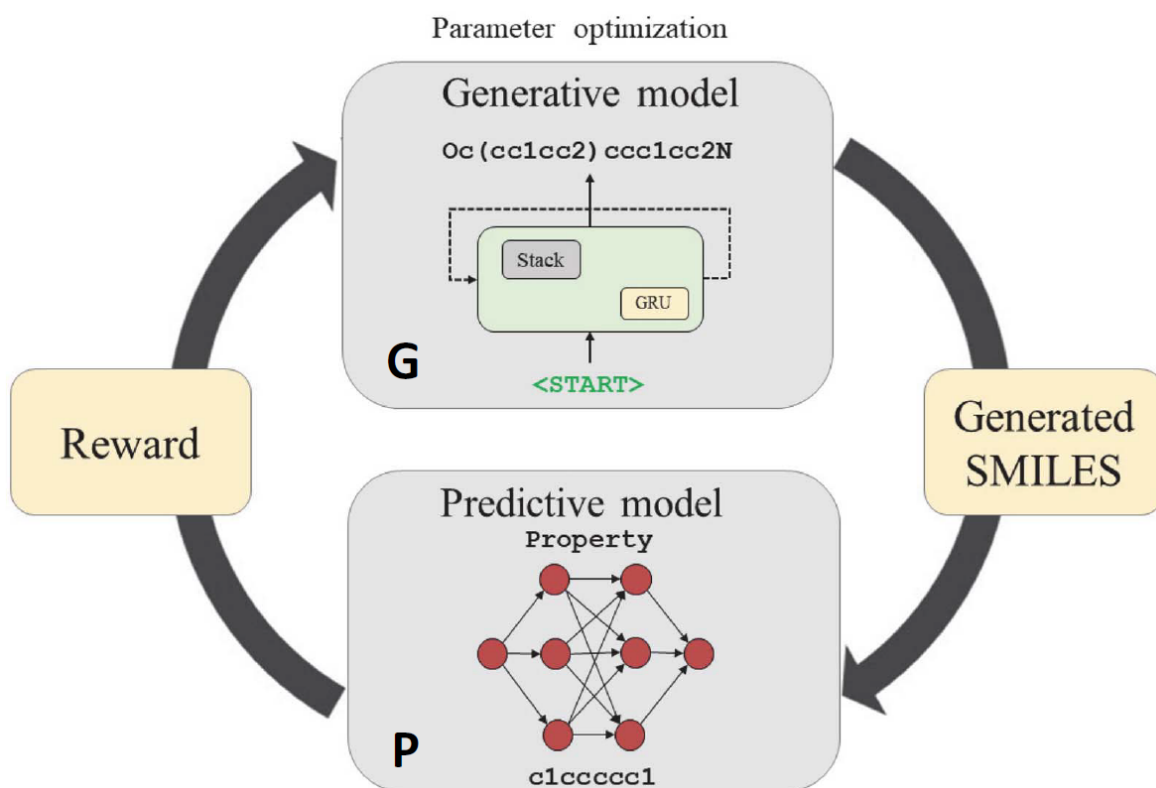 Parameter optimization
Generative model
Oc(cc1cc2)ccc1cc2N
Stack
GRU
G
<START>
Reward
Generated
SMILES
Predictive model
Property
P
c1ccccc1